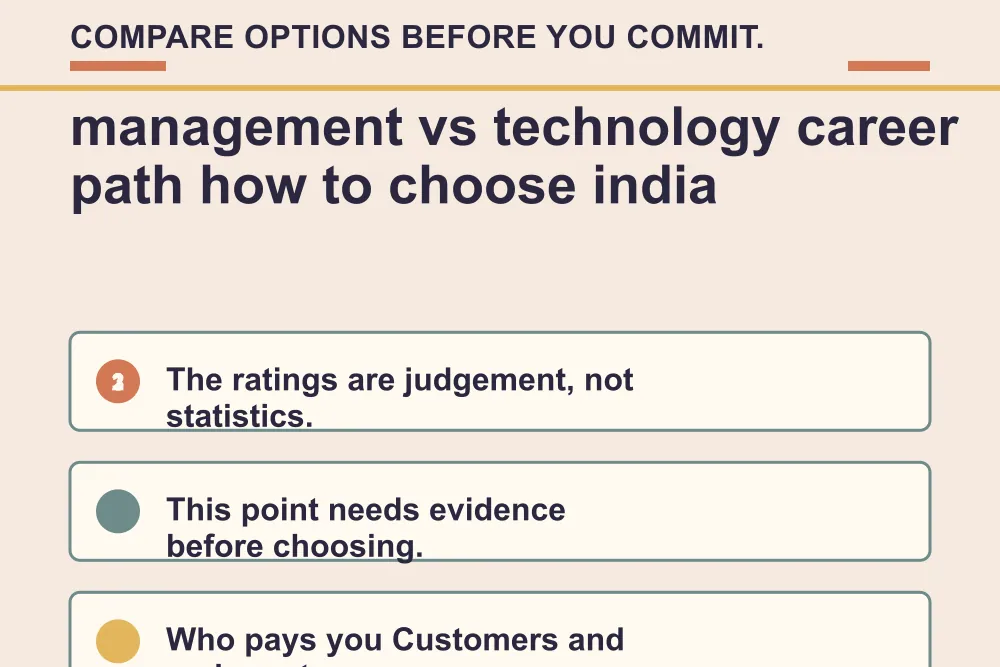 COMPARE OPTIONS BEFORE YOU COMMIT.
management vs technology career
path how to choose india
The ratings are judgement, not
statistics.
This point needs evidence
before choosing.
Who pays you Customers and